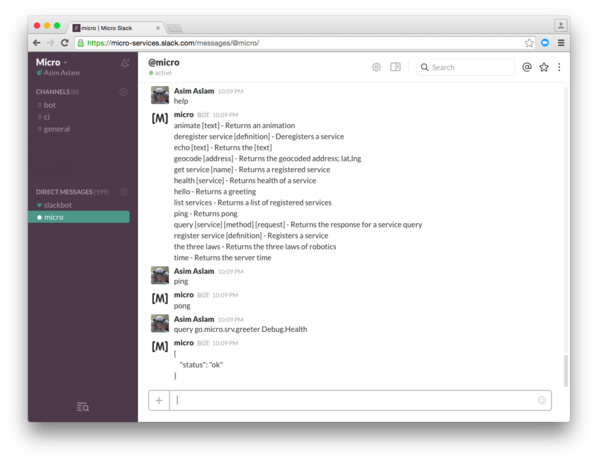 micro | Micro Slack
https://micro-services.slack.com/messages/@micro/
Micro
Asim Aslam
CHANNELS (6)
# bot
# ci
# general
DIRECT MESSAGES (199)
slackbot
micro
@micro
active
Search
Asim Aslam 10:09 PM
help
[M] micro BOT 10:09 PM
animate [text] - Returns an animation
deregister service [definition] - Deregisters a service
echo [text] - Returns the [text]
geocode [address] - Returns the geocoded address; lat,lng
get service [name] - Returns a registered service
health [service] - Returns health of a service
hello - Returns a greeting
list services - Returns a list of registered services
ping - Returns pong
query [service] [method] [request] - Returns the response for a service query
register service [definition] - Registers a service
the three laws - Returns the three laws of robotics
time - Returns the server time
Asim Aslam 10:09 PM
ping
[M] micro BOT 10:09 PM
pong
Asim Aslam 10:09 PM
query go.micro.srv.greeter Debug.Health
[M] micro BOT 10:09 PM
{
"status": "ok"
}